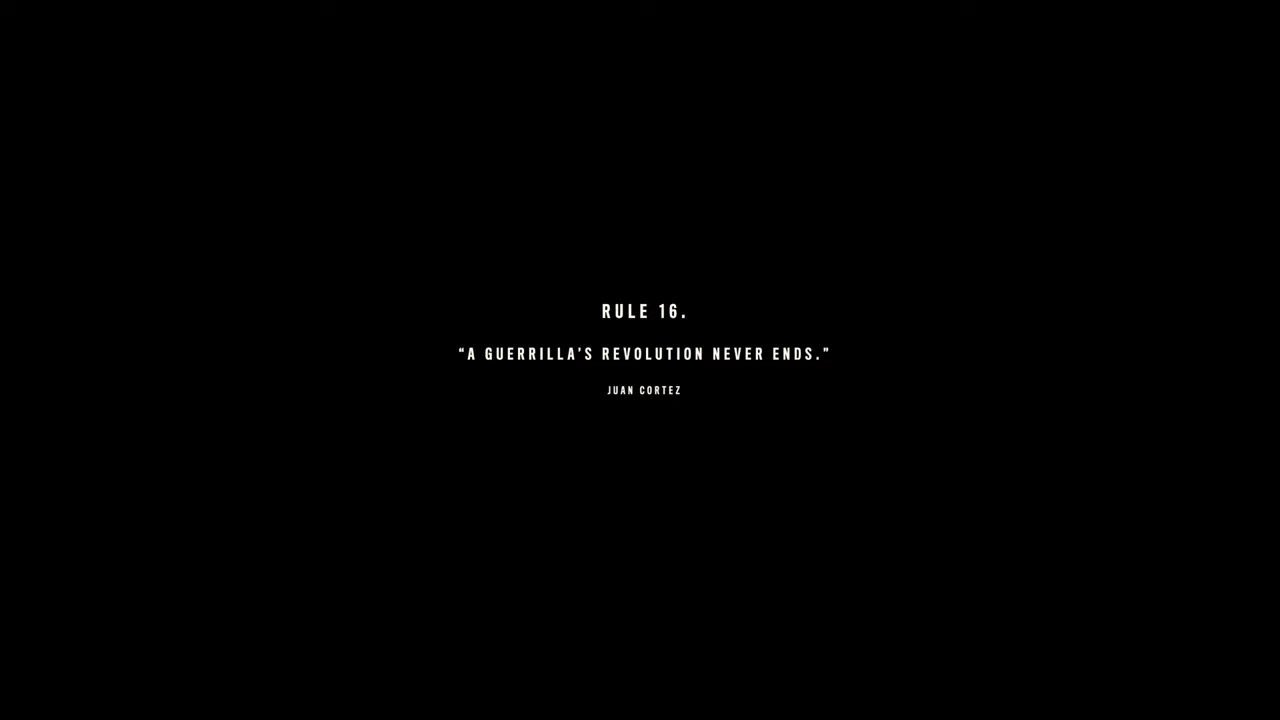 RULE 16.
“A GUERRILLA’S REVOLUTION NEVER ENDS.”
JUAN CORTEZ